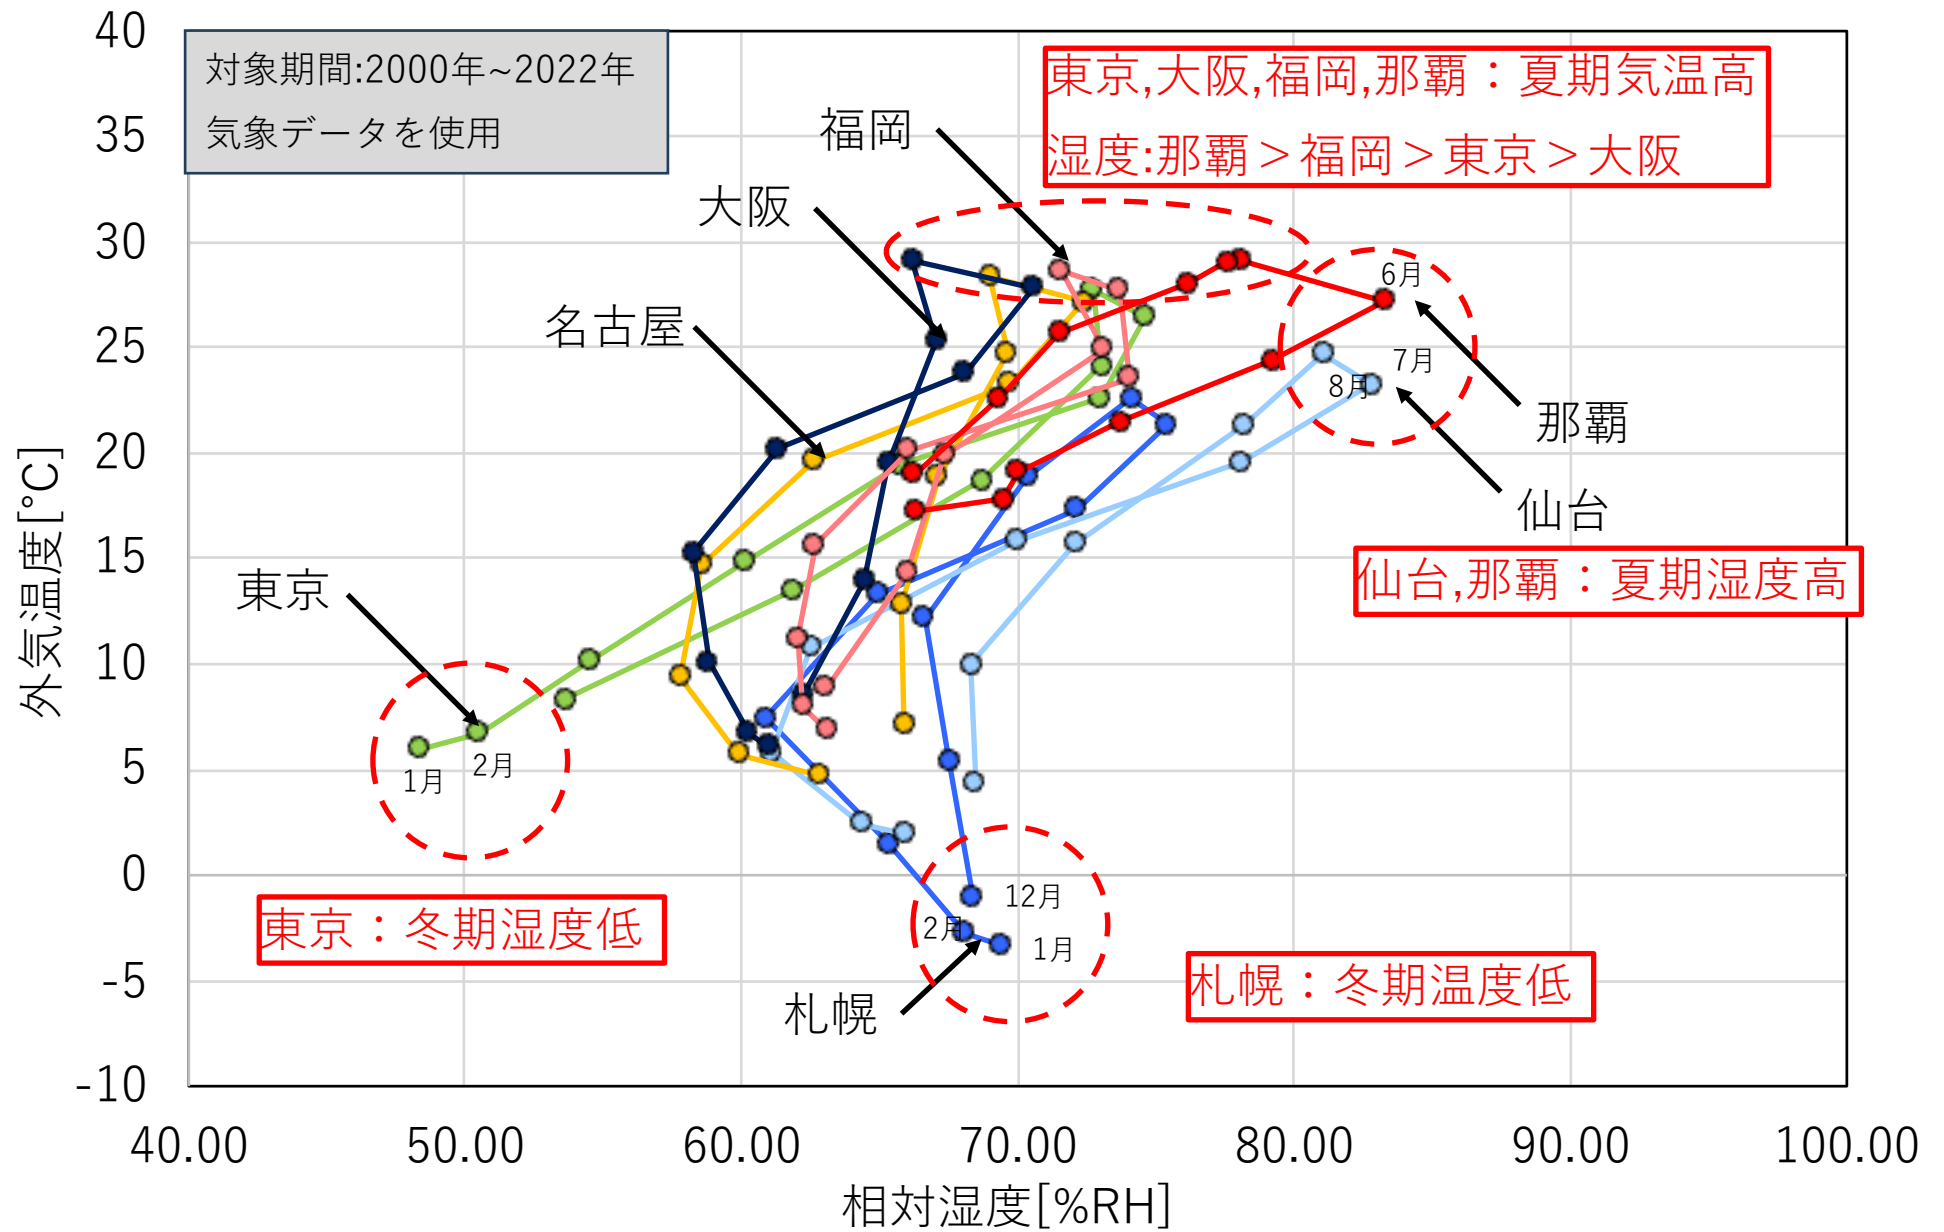 40
35
30
25
20
15
10
5
0
-5
-10
外気温度[°C]
対象期間:2000年~2022年
気象データを使用
東京,大阪,福岡,那覇：夏期気温高
湿度:那覇＞福岡＞東京＞大阪
福岡
大阪
名古屋
東京
6月
7月
8月
那覇
仙台
仙台,那覇：夏期湿度高
1月
2月
東京：冬期湿度低
12月
2月
1月
札幌
札幌：冬期温度低
40.00
50.00
60.00
70.00
80.00
90.00
100.00
相対湿度[%RH]